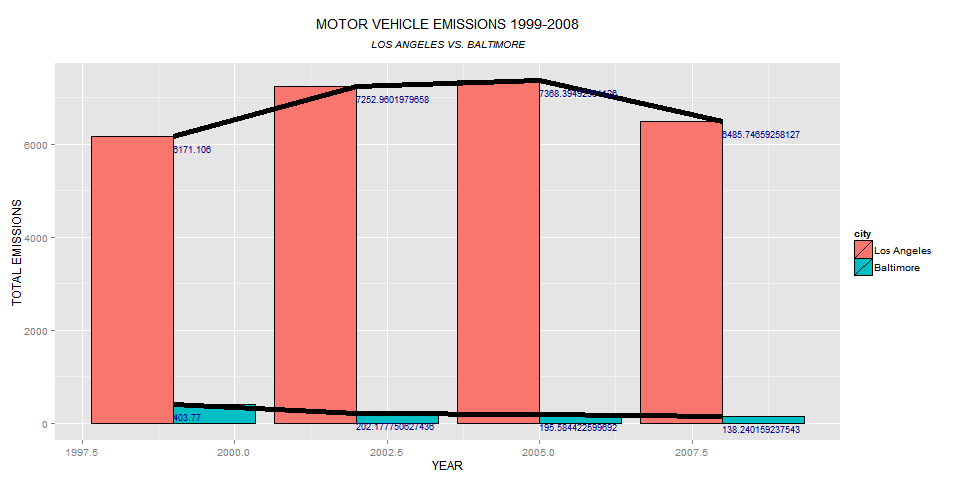 MOTOR VEHICLE EMISSIONS 1999-2008
LOS ANGELES VS. BALTIMORE
TOTAL EMISSIONS
6000
4000
2000
0
6171.106
7252.9601979658
6485.74659258127
403.77
202.177750627436
195.584422599692
138.240159237543
1997.5
2000.0
2002.5
2005.0
2007.5
YEAR
city
Los Angeles
Baltimore